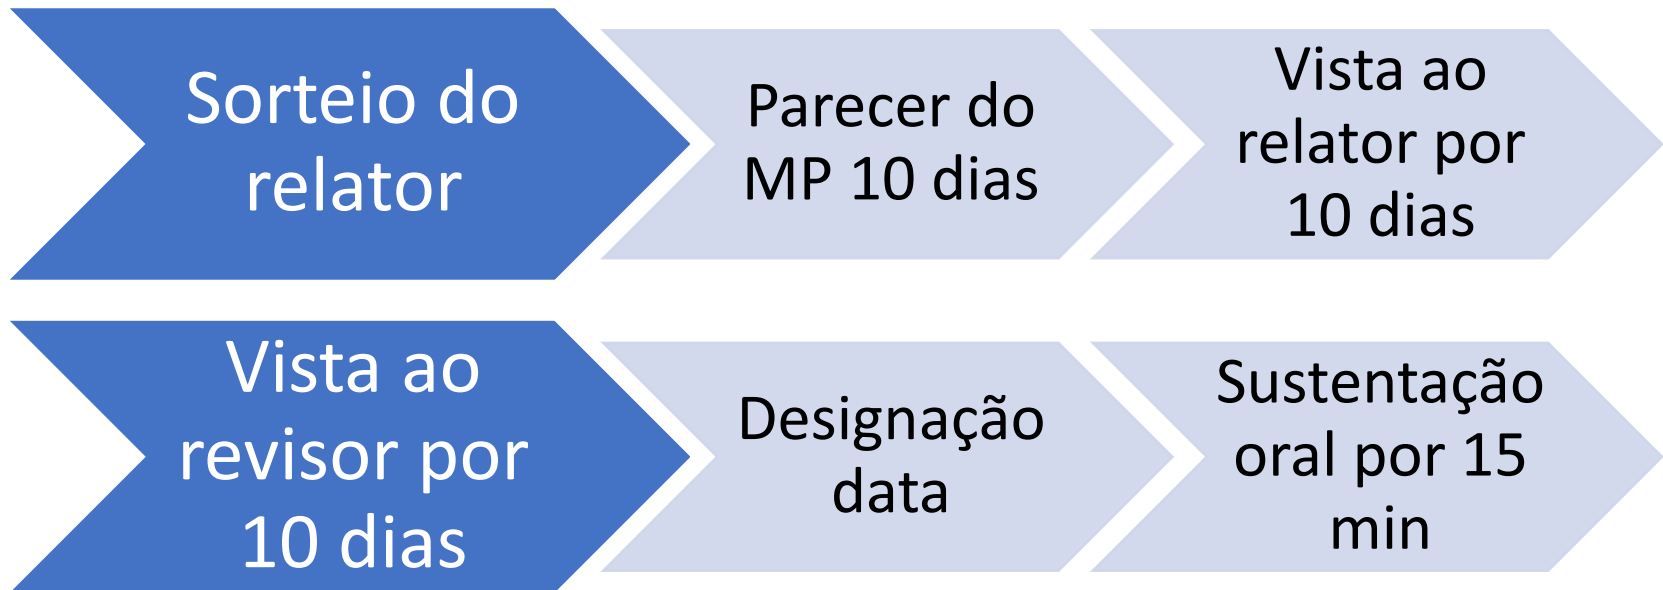 Sorteio do
relator
Parecer do
MP 10 dias
Vista ao
relator por
10 dias
Vista ao
revisor por
10 dias
Designação
data
Sustentação
oral por 15
min